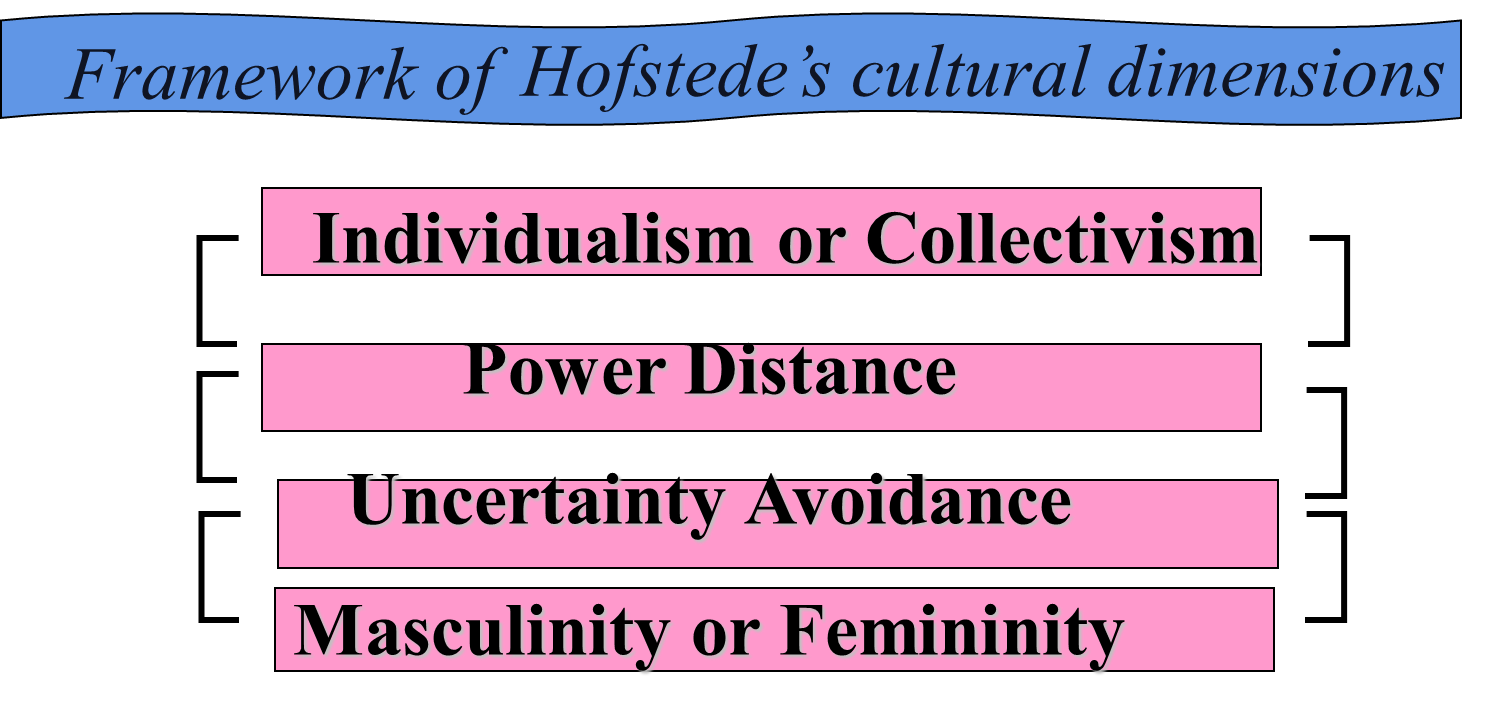 Framework of Hofstede’s cultural dimensions
Individualism or Collectivism
Power Distance
Uncertainty Avoidance
Masculinity or Femininity